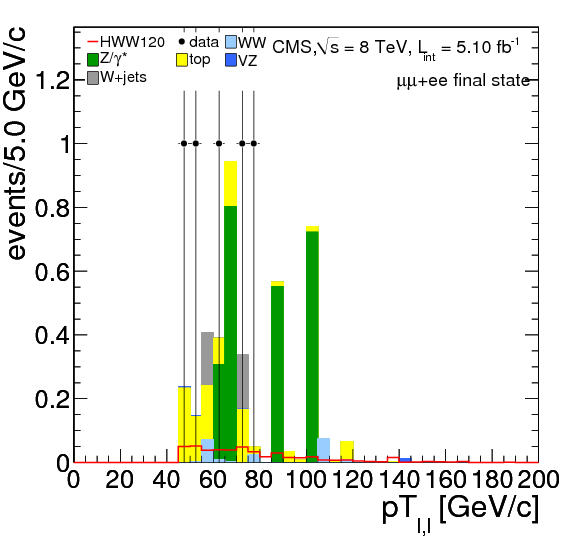 HWW120 data WW CMS,√s = 8 TeV, Lint = 5.10 fb-1
Z/γ* top VZ
W+jets μμ+ee final state
events/5.0 GeV/c
1.2
1
0.8
0.6
0.4
0.2
0
0 20 40 60 80 100 120 140 160 180 200
pTl,l [GeV/c]